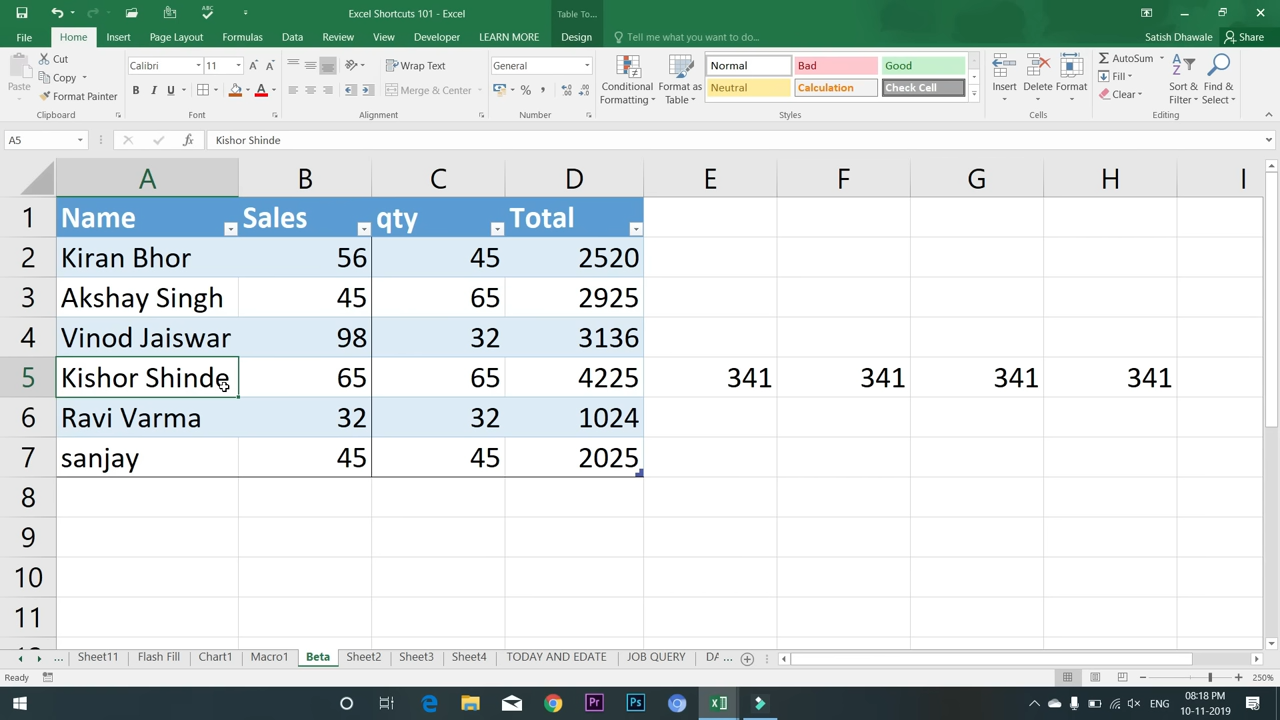 Excel Shortcuts 101 - Excel
Table To...
File Home Insert Page Layout Formulas Data Review View Developer LEARN MORE Design Tell me what you want to do... Satish Dhawale Share
Paste
Cut
Copy
Format Painter
Clipboard
Calibri 11
B I U
Font
Wrap Text
Merge & Center
Alignment
General
Number
Conditional Formatting
Format as Table
Normal Bad Good
Neutral Calculation Check Cell
Styles
Insert Delete Format
Cells
AutoSum
Fill
Clear
Sort & Filter
Find & Select
Editing
A5 fx Kishor Shinde
A B C D E F G H I
1 Name Sales qty Total
2 Kiran Bhor 56 45 2520
3 Akshay Singh 45 65 2925
4 Vinod Jaiswar 98 32 3136
5 Kishor Shinde 65 65 4225 341 341 341 341
6 Ravi Varma 32 32 1024
7 sanjay 45 45 2025
8
9
10
11
... Sheet11 Flash Fill Chart1 Macro1 Beta Sheet2 Sheet3 Sheet4 TODAY AND EDATE JOB QUERY DA ...
Ready 250%
Pr Ps ENG 08:18 PM
10-11-2019